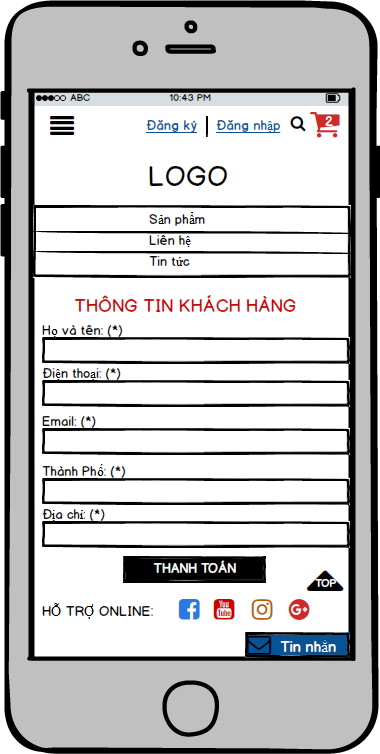 ABC 10:43 PM
Đăng ký Đăng nhập 2
LOGO
Sản phẩm
Liên hệ
Tin tức
THÔNG TIN KHÁCH HÀNG
Họ và tên: (*)
Điện thoại: (*)
Email: (*)
Thành Phố: (*)
Địa chỉ: (*)
THANH TOÁN
TOP
HỖ TRỢ ONLINE: You Tube G+
Tin nhắn